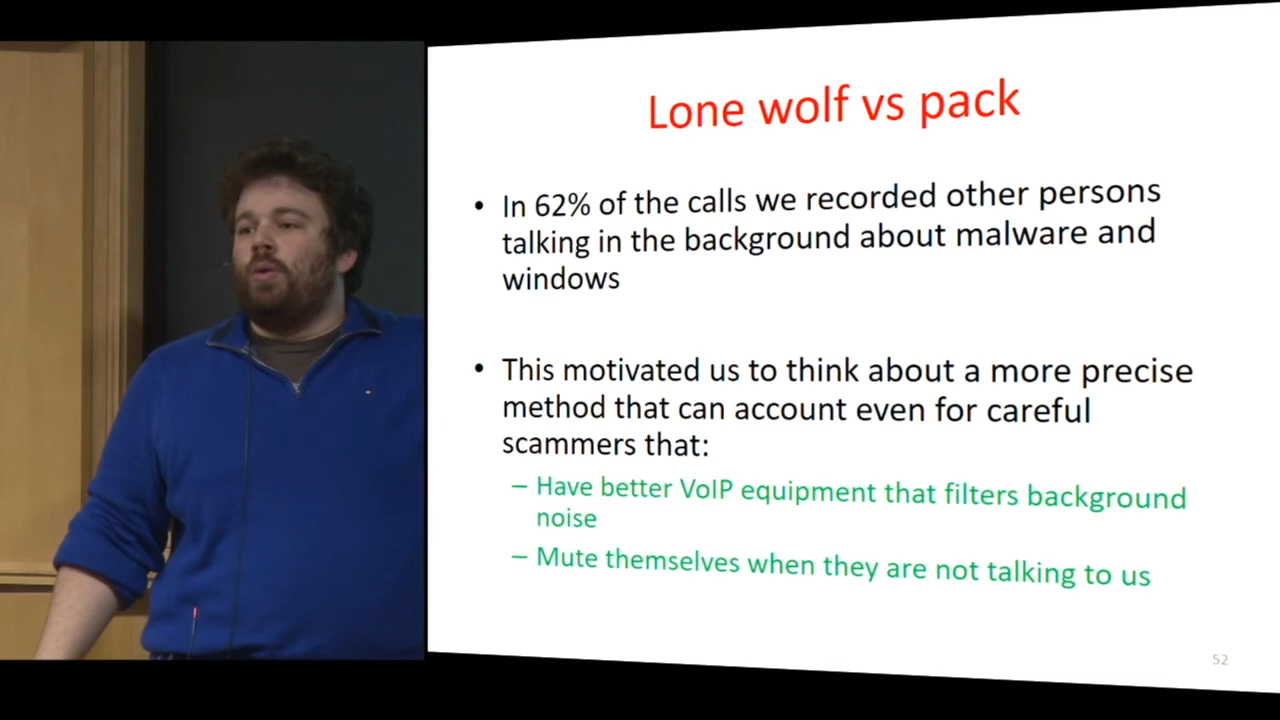 Lone wolf vs pack
• In 62% of the calls we recorded other persons
talking in the background about malware and
windows
• This motivated us to think about a more precise
method that can account even for careful
scammers that:
– Have better VoIP equipment that filters background
noise
– Mute themselves when they are not talking to us
52